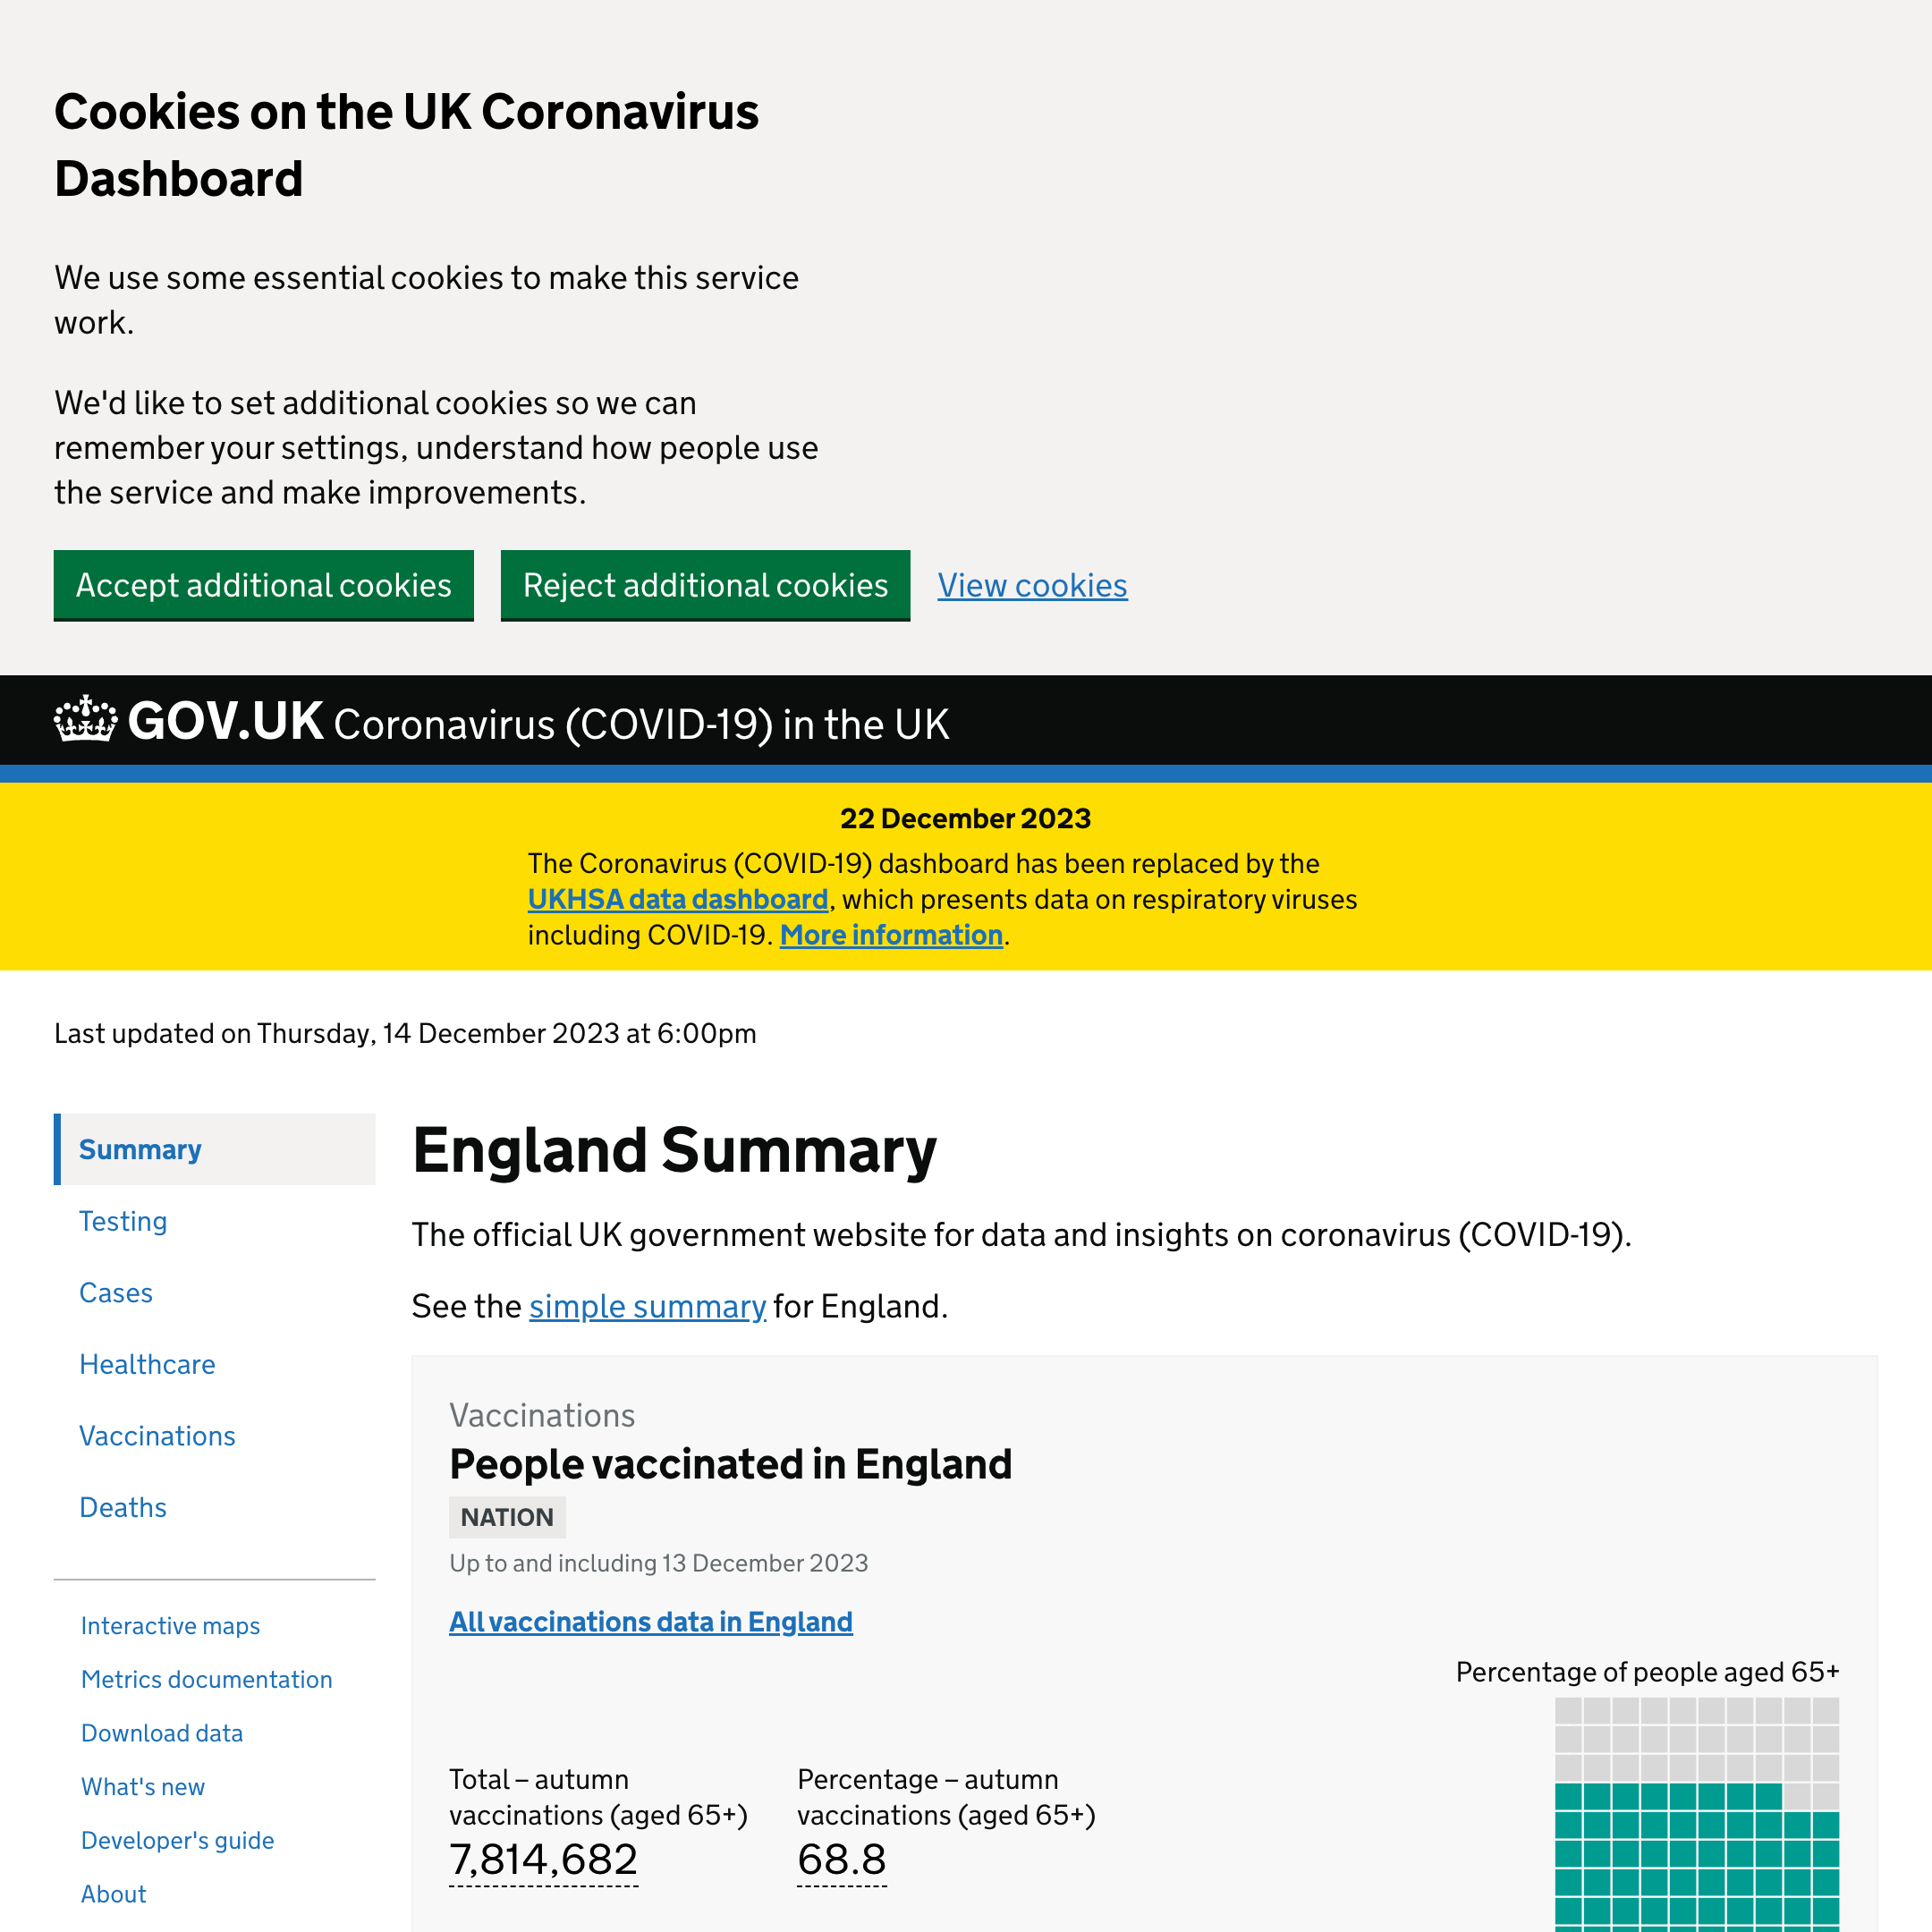 Cookies on the UK Coronavirus
Dashboard
We use some essential cookies to make this service
work.
We'd like to set additional cookies so we can
remember your settings, understand how people use
the service and make improvements.
Accept additional cookies
Reject additional cookies
View cookies
GOV.UK Coronavirus (COVID-19) in the UK
22 December 2023
The Coronavirus (COVID-19) dashboard has been replaced by the
UKHSA data dashboard, which presents data on respiratory viruses
including COVID-19. More information.
Last updated on Thursday, 14 December 2023 at 6:00pm
Summary
Testing
Cases
Healthcare
Vaccinations
Deaths
Interactive maps
Metrics documentation
Download data
What's new
Developer's guide
About
England Summary
The official UK government website for data and insights on coronavirus (COVID-19).
See the simple summary for England.
Vaccinations
People vaccinated in England
NATION
Up to and including 13 December 2023
All vaccinations data in England
Percentage of people aged 65+
Total – autumn
vaccinations (aged 65+)
7,814,682
Percentage – autumn
vaccinations (aged 65+)
68.8